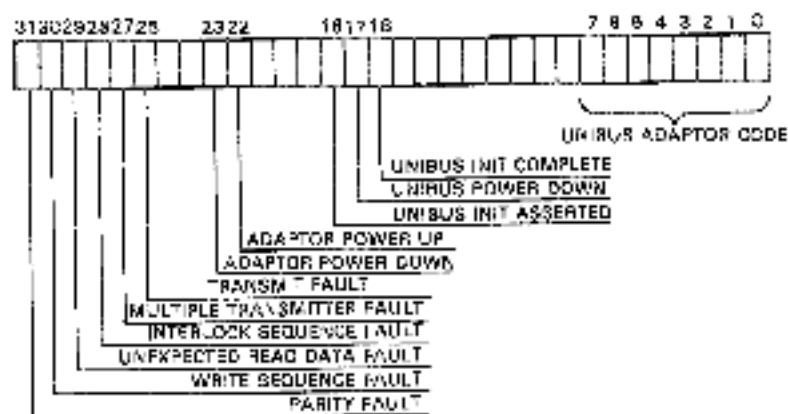 31 30 29 28 27 26 23 22 18 17 16 7 6 5 4 3 2 1 0
UNIBUS ADAPTOR CODE
UNIBUS INIT COMPLETE
UNIBUS POWER DOWN
UNIBUS INIT ASSERTED
ADAPTOR POWER UP
ADAPTOR POWER DOWN
TRANSMIT FAULT
MULTIPLE TRANSMITTER FAULT
INTERLOCK SEQUENCE FAULT
UNEXPECTED READ DATA FAULT
WRITE SEQUENCE FAULT
PARITY FAULT